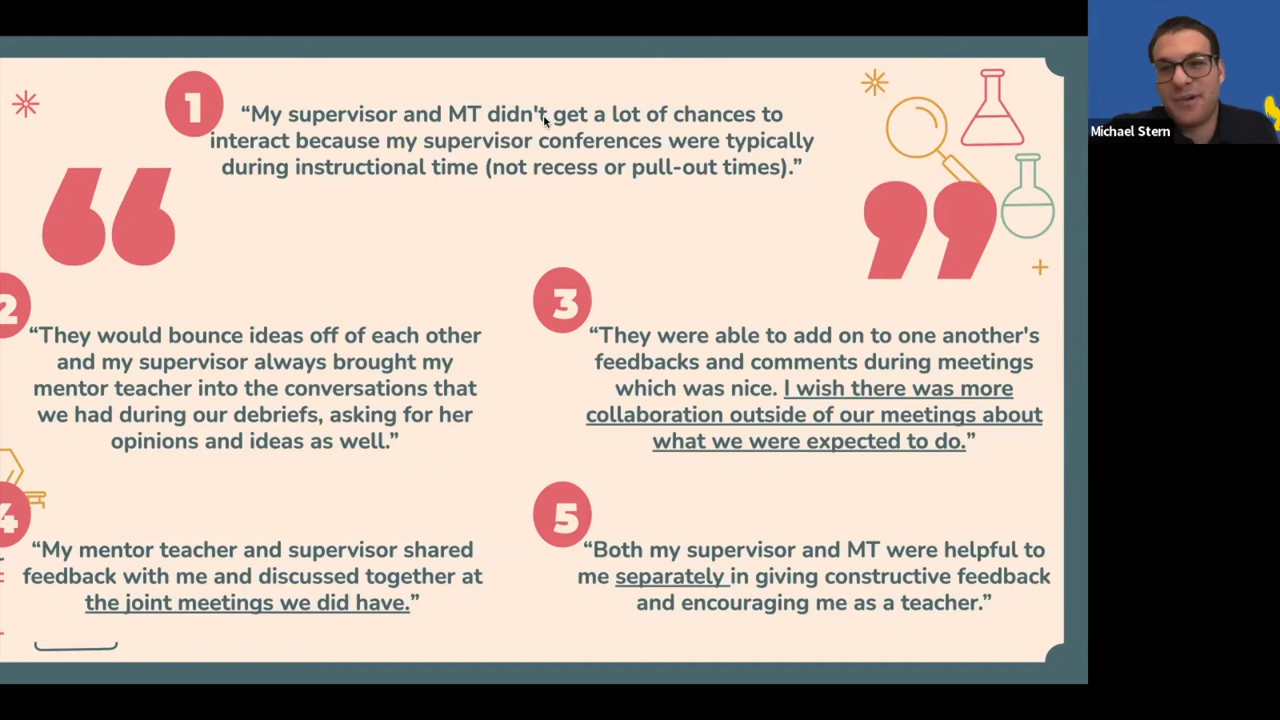 1
“My supervisor and MT didn't get a lot of chances to
interact because my supervisor conferences were typically
during instructional time (not recess or pull-out times).”
Michael Stern
2
“They would bounce ideas off of each other
and my supervisor always brought my
mentor teacher into the conversations that
we had during our debriefs, asking for her
opinions and ideas as well.”
3
“They were able to add on to one another's
feedbacks and comments during meetings
which was nice. I wish there was more
collaboration outside of our meetings about
what we were expected to do.”
4
“My mentor teacher and supervisor shared
feedback with me and discussed together at
the joint meetings we did have.”
5
“Both my supervisor and MT were helpful to
me separately in giving constructive feedback
and encouraging me as a teacher.”